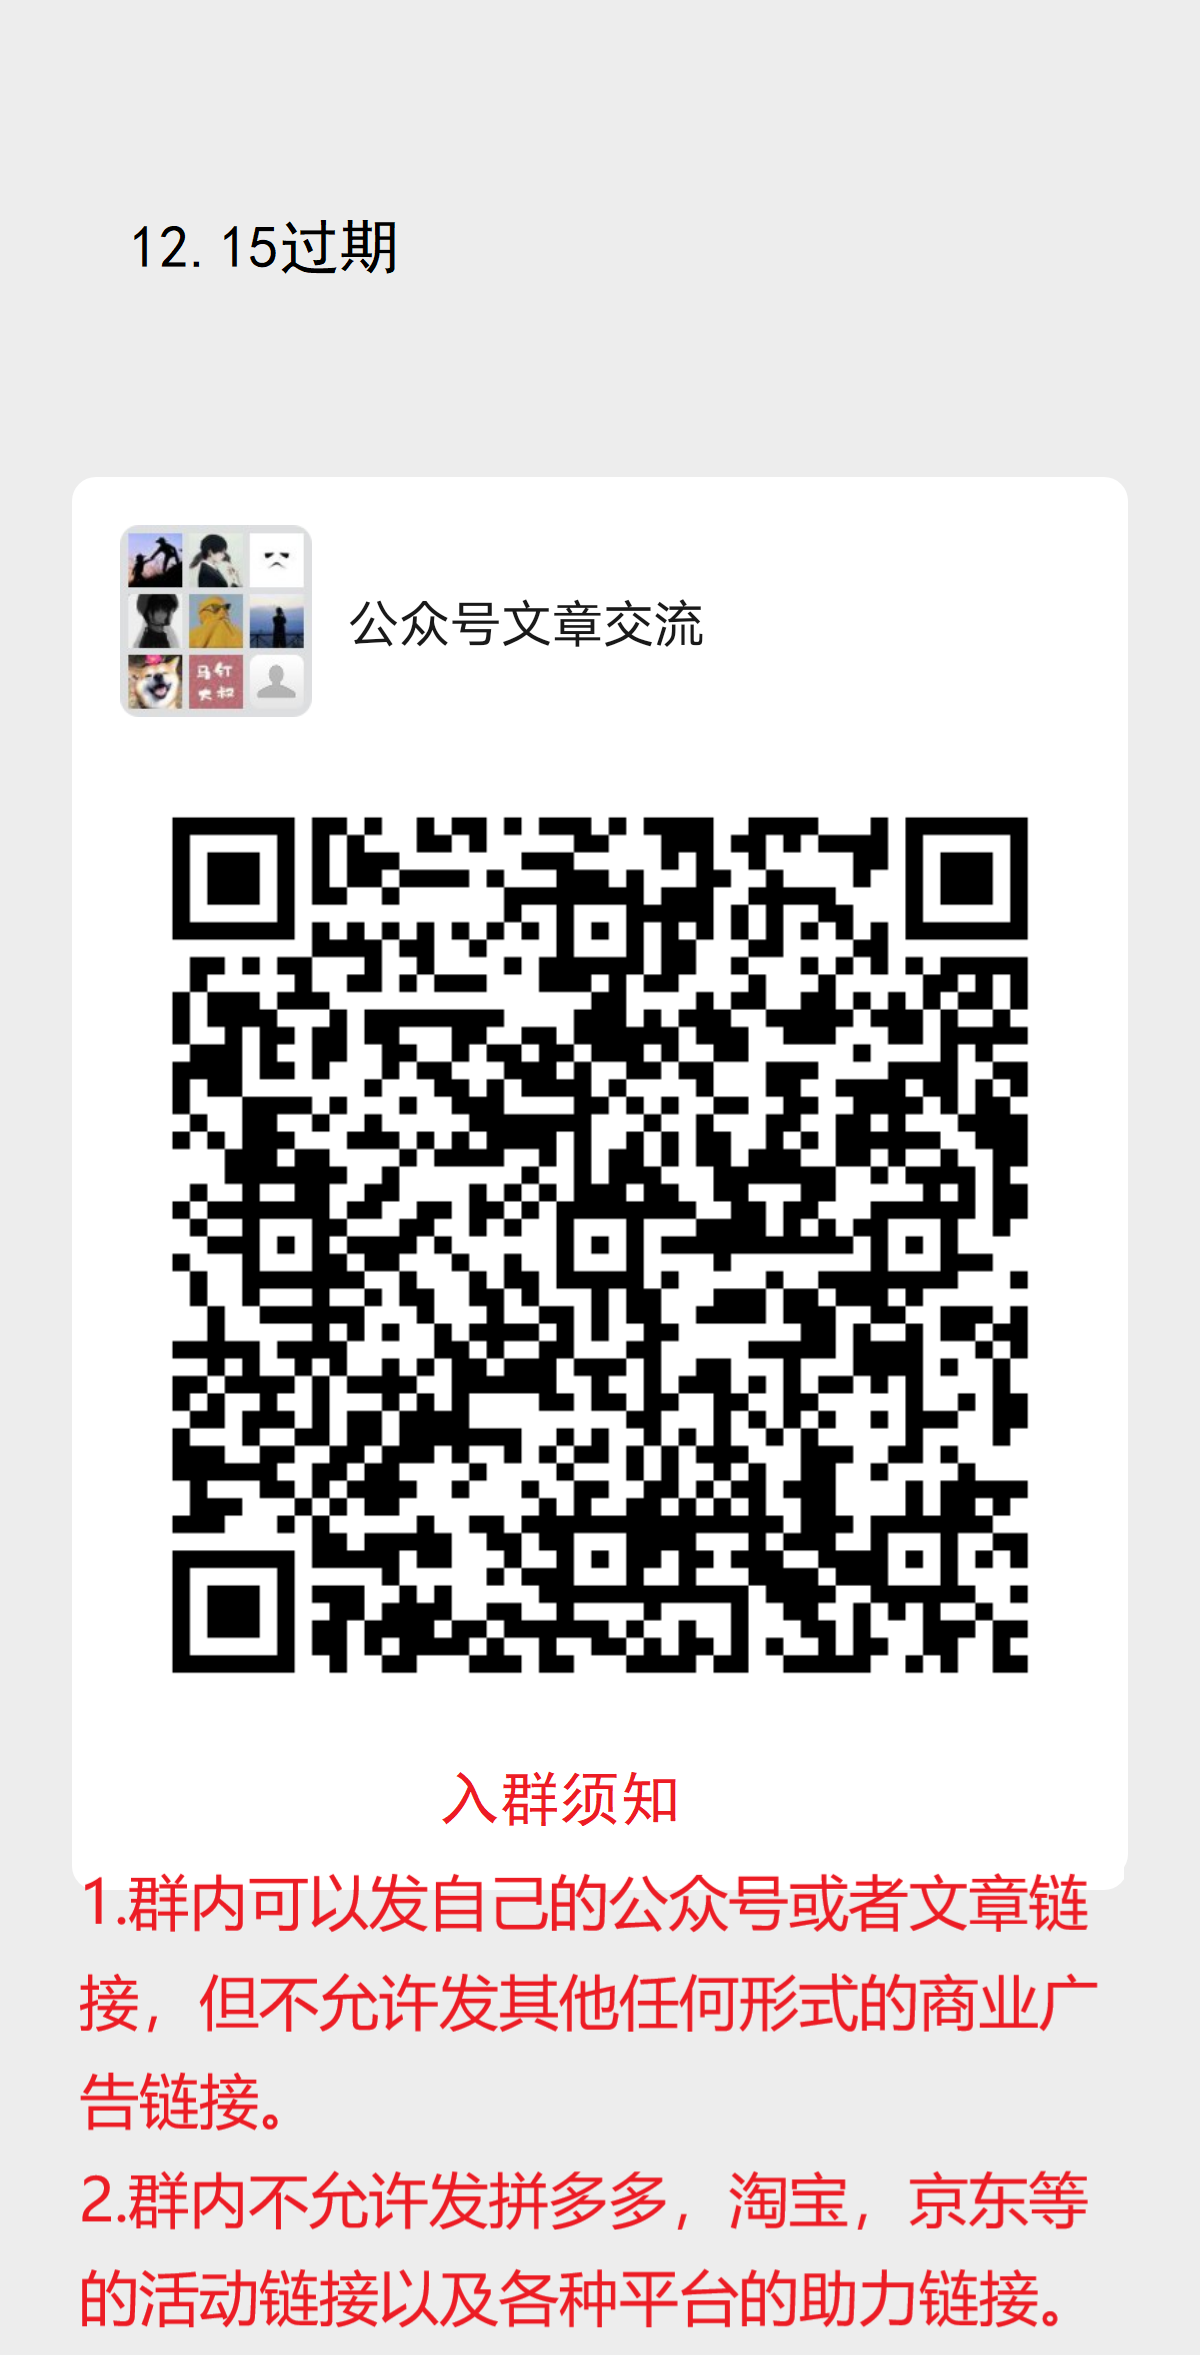 12.15过期
公众号文章交流
马钉
大叔
入群须知
1.群内可以发自己的公众号或者文章链
接，但不允许发其他任何形式的商业广
告链接。
2.群内不允许发拼多多，淘宝，京东等
的活动链接以及各种平台的助力链接。